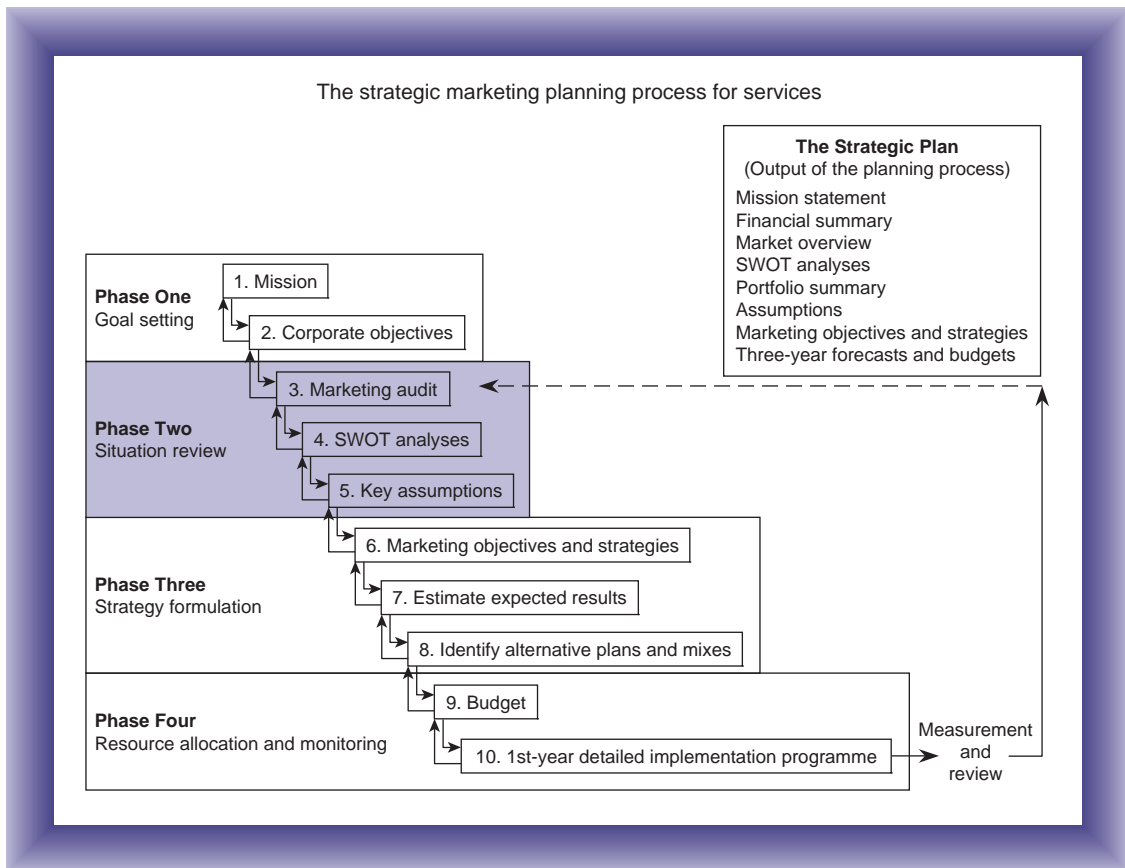 The strategic marketing planning process for services
The Strategic Plan
(Output of the planning process)
Mission statement
Financial summary
Market overview
SWOT analyses
Portfolio summary
Assumptions
Marketing objectives and strategies
Three-year forecasts and budgets
Phase One
Goal setting
1. Mission
2. Corporate objectives
Phase Two
Situation review
3. Marketing audit
4. SWOT analyses
5. Key assumptions
Phase Three
Strategy formulation
6. Marketing objectives and strategies
7. Estimate expected results
8. Identify alternative plans and mixes
Phase Four
Resource allocation and monitoring
9. Budget
10. 1st-year detailed implementation programme
Measurement
and
review